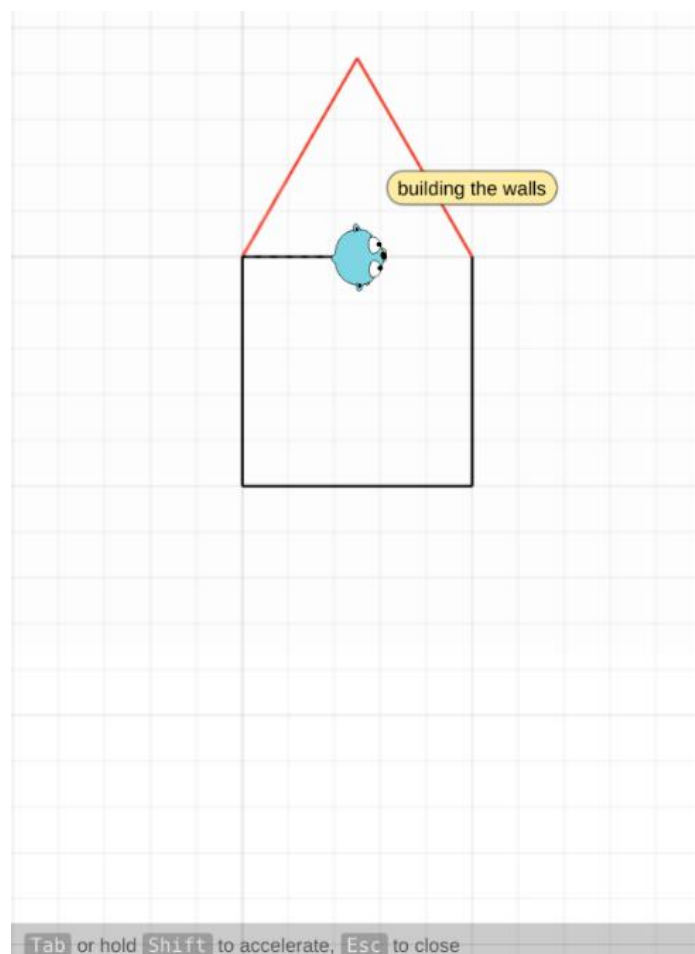 building the walls
Tab or hold Shift to accelerate, Esc to close